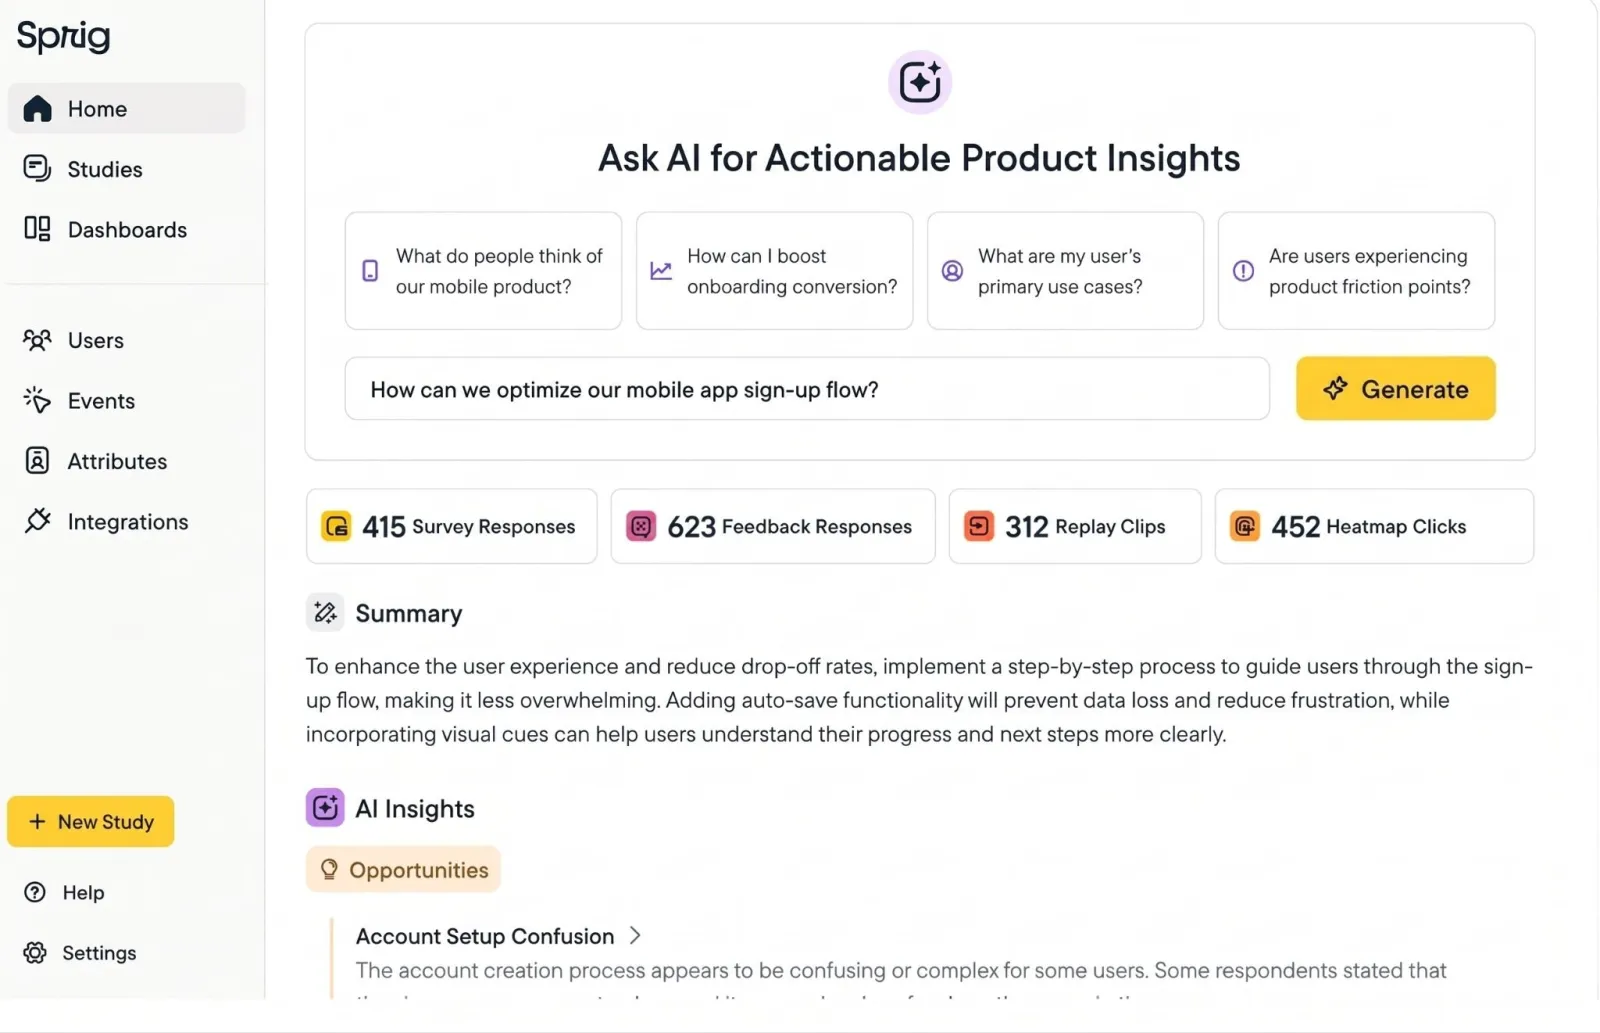 Sprig
Home
Studies
Dashboards
Users
Events
Attributes
Integrations
+ New Study
Help
Settings
Ask AI for Actionable Product Insights
What do people think of
our mobile product?
How can I boost
onboarding conversion?
What are my user's
primary use cases?
Are users experiencing
product friction points?
How can we optimize our mobile app sign-up flow?
Generate
415 Survey Responses
623 Feedback Responses
312 Replay Clips
452 Heatmap Clicks
Summary
To enhance the user experience and reduce drop-off rates, implement a step-by-step process to guide users through the sign-
up flow, making it less overwhelming. Adding auto-save functionality will prevent data loss and reduce frustration, while
incorporating visual cues can help users understand their progress and next steps more clearly.
AI Insights
Opportunities
Account Setup Confusion
The account creation process appears to be confusing or complex for some users. Some respondents stated that